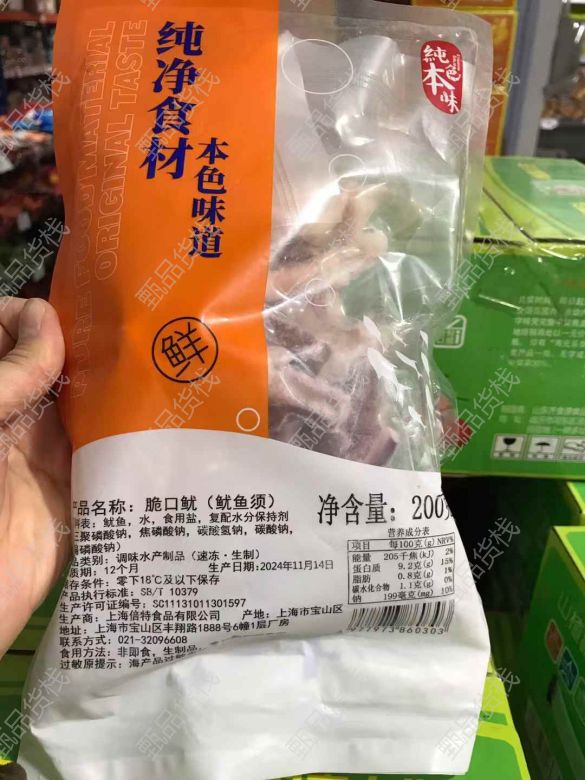 纯净食材
本色味道
PURE FOOD MATERIAL
ORIGINAL TASTE
純色本味
鲜
产品名称：脆口鱿（鱿鱼须）
净含量：200
料表：鱿鱼，水，食用盐，复配水分保持剂
三聚磷酸钠，焦磷酸钠，碳酸氢钠，碳酸钠，
偏磷酸钠）
品类别：调味水产制品（速冻·生制）
质期：12个月
生产日期：2024年11月14日
存条件：零下18℃及以下保存
产品执行标准：SB/T 10379
生产许可证编号：SC11131011301597
生产商：上海倍特食品有限公司
产地：上海市宝山区
地址：上海市宝山区丰翔路1888号6幢1层厂房
联系方式：021-32096608
食用方法：非即食，生制品
过敏原提示：海产品过敏
营养成分表
项目 每100克(g) NRV%
能量 205千焦(kJ) 2%
蛋白质 9.2克(g) 15%
脂肪 0.8克(g) 1%
碳水化合物 1.1克(g) 0%
钠 199毫克(mg) 10%
971973860303
甄品货栈